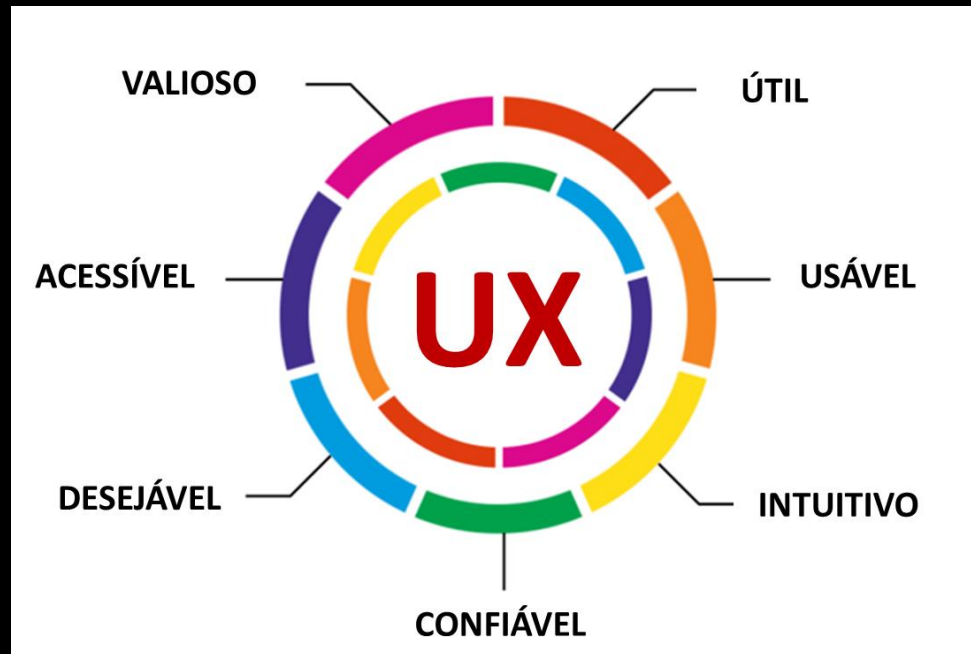 VALIOSO
ÚTIL
ACESSÍVEL
UX
USÁVEL
DESEJÁVEL
INTUITIVO
CONFIÁVEL